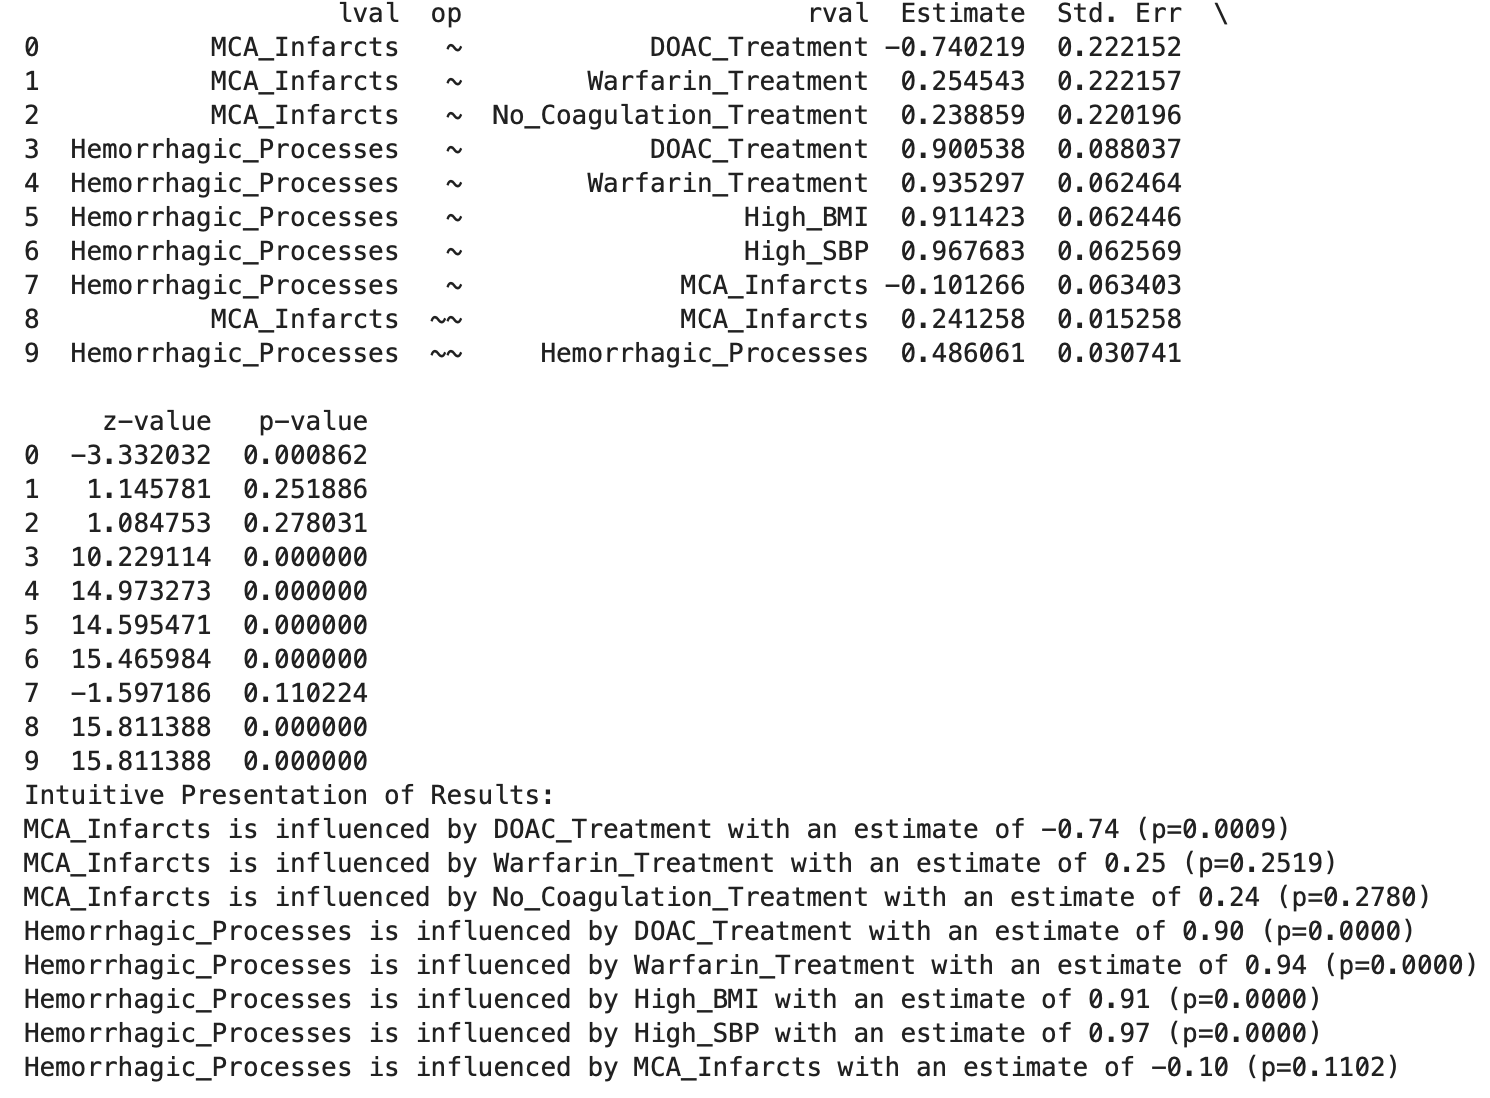 lval op rval Estimate Std. Err \
0 MCA_Infarcts ~ DOAC_Treatment -0.740219 0.222152
1 MCA_Infarcts ~ Warfarin_Treatment 0.254543 0.222157
2 MCA_Infarcts ~ No_Coagulation_Treatment 0.238859 0.220196
3 Hemorrhagic_Processes ~ DOAC_Treatment 0.900538 0.088037
4 Hemorrhagic_Processes ~ Warfarin_Treatment 0.935297 0.062464
5 Hemorrhagic_Processes ~ High_BMI 0.911423 0.062446
6 Hemorrhagic_Processes ~ High_SBP 0.967683 0.062569
7 Hemorrhagic_Processes ~ MCA_Infarcts -0.101266 0.063403
8 MCA_Infarcts ~~ MCA_Infarcts 0.241258 0.015258
9 Hemorrhagic_Processes ~~ Hemorrhagic_Processes 0.486061 0.030741
z-value p-value
0 -3.332032 0.000862
1 1.145781 0.251886
2 1.084753 0.278031
3 10.229114 0.000000
4 14.973273 0.000000
5 14.595471 0.000000
6 15.465984 0.000000
7 -1.597186 0.110224
8 15.811388 0.000000
9 15.811388 0.000000
Intuitive Presentation of Results:
MCA_Infarcts is influenced by DOAC_Treatment with an estimate of -0.74 (p=0.0009)
MCA_Infarcts is influenced by Warfarin_Treatment with an estimate of 0.25 (p=0.2519)
MCA_Infarcts is influenced by No_Coagulation_Treatment with an estimate of 0.24 (p=0.2780)
Hemorrhagic_Processes is influenced by DOAC_Treatment with an estimate of 0.90 (p=0.0000)
Hemorrhagic_Processes is influenced by Warfarin_Treatment with an estimate of 0.94 (p=0.0000)
Hemorrhagic_Processes is influenced by High_BMI with an estimate of 0.91 (p=0.0000)
Hemorrhagic_Processes is influenced by High_SBP with an estimate of 0.97 (p=0.0000)
Hemorrhagic_Processes is influenced by MCA_Infarcts with an estimate of -0.10 (p=0.1102)